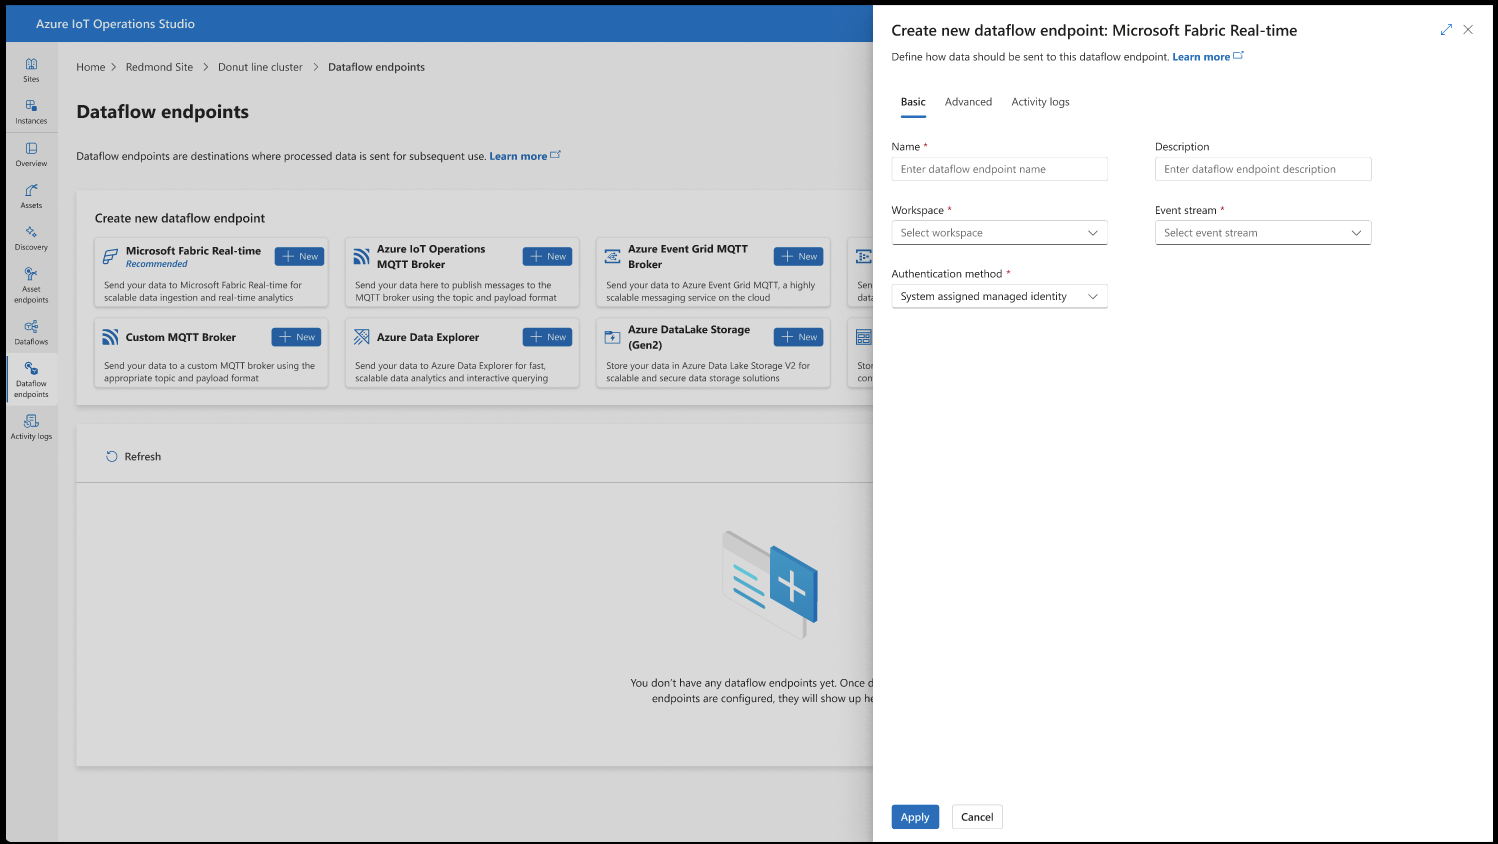 Azure IoT Operations Studio
Sites
Instances
Overview
Assets
Discovery
Asset
endpoints
Dataflows
Dataflow
endpoints
Activity logs
Home > Redmond Site > Donut line cluster > Dataflow endpoints
Dataflow endpoints
Dataflow endpoints are destinations where processed data is sent for subsequent use. Learn more
Create new dataflow endpoint
Microsoft Fabric Real-time
Recommended
New
Send your data to Microsoft Fabric Real-time for
scalable data ingestion and real-time analytics
Azure IoT Operations
MQTT Broker
New
Send your data here to publish messages to the
MQTT broker using the topic and payload format
Azure Event Grid MQTT
Broker
New
Send your data to Azure Event Grid MQTT, a highly
scalable messaging service on the cloud
Sen
data
Custom MQTT Broker
New
Send your data to a custom MQTT broker using the
appropriate topic and payload format
Azure Data Explorer
New
Send your data to Azure Data Explorer for fast,
scalable data analytics and interactive querying
Azure DataLake Storage
(Gen2)
New
Store your data in Azure Data Lake Storage V2 for
scalable and secure data storage solutions
Stor
con
Refresh
You don't have any dataflow endpoints yet. Once d
endpoints are configured, they will show up he
Create new dataflow endpoint: Microsoft Fabric Real-time
Define how data should be sent to this dataflow endpoint. Learn more
Basic Advanced Activity logs
Name * Description
Enter dataflow endpoint name Enter dataflow endpoint description
Workspace * Event stream *
Select workspace Select event stream
Authentication method *
System assigned managed identity
Apply Cancel